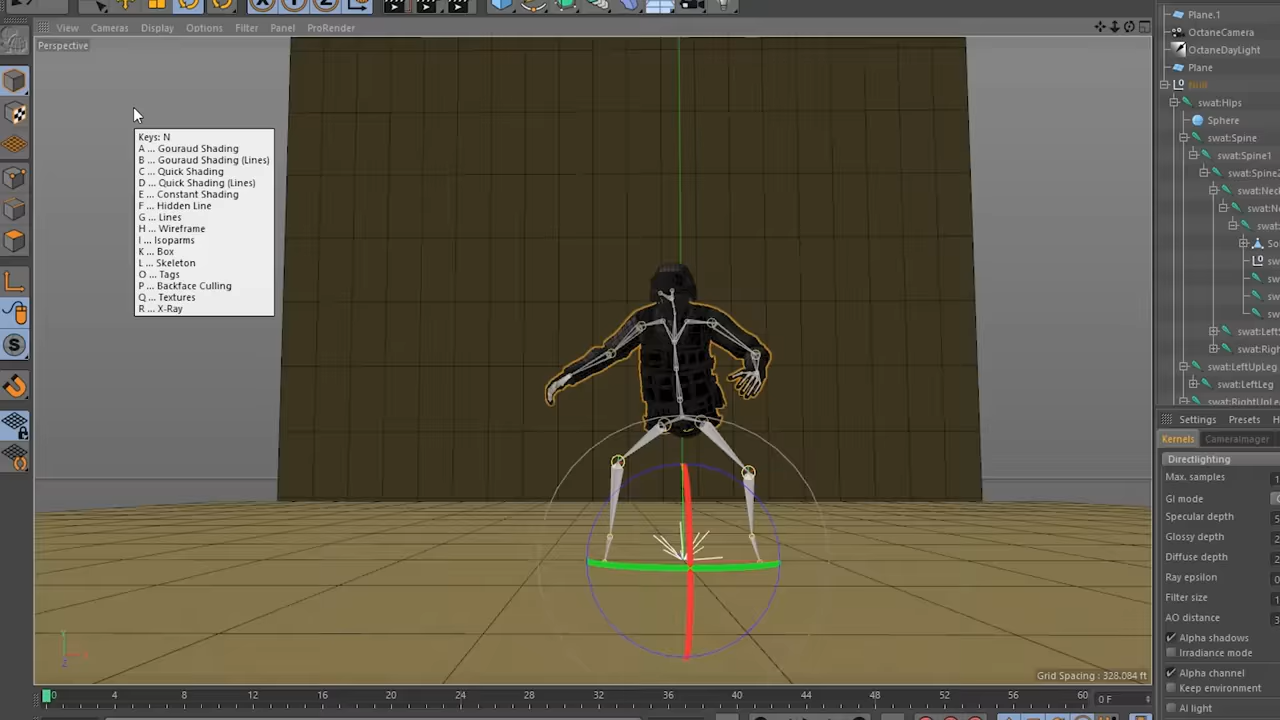 View Cameras Display Options Filter Panel ProRender
Perspective
Keys: N
A ... Gouraud Shading
B ... Gouraud Shading (Lines)
C ... Quick Shading
D ... Quick Shading (Lines)
E ... Constant Shading
F ... Hidden Line
G ... Lines
H ... Wireframe
I ... Isoparms
K ... Box
L ... Skeleton
O ... Tags
P ... Backface Culling
Q ... Textures
R ... X-Ray
Y
X
Z
Grid Spacing : 328.084 ft
0 4 8 12 16 20 24 28 32 36 40 44 48 52 56 60
0 F
Plane.1
OctaneCamera
OctaneDayLight
Plane
Null
swat:Hips
Sphere
swat:Spine
swat:Spine1
swat:Spine2
swat:Nec
swat:Ne
swat:
So
sw
sw
sw
sw
swat:Left
swat:Righ
swat:LeftUpLeg
swat:LeftLeg
swat:RightUpLe
Settings Presets H
Kernels CameraImager
Directlighting
Max. samples
GI mode
Specular depth
Glossy depth
Diffuse depth
Ray epsilon
Filter size
AO distance
Alpha shadows
Irradiance mode
Alpha channel
Keep environment
AI light